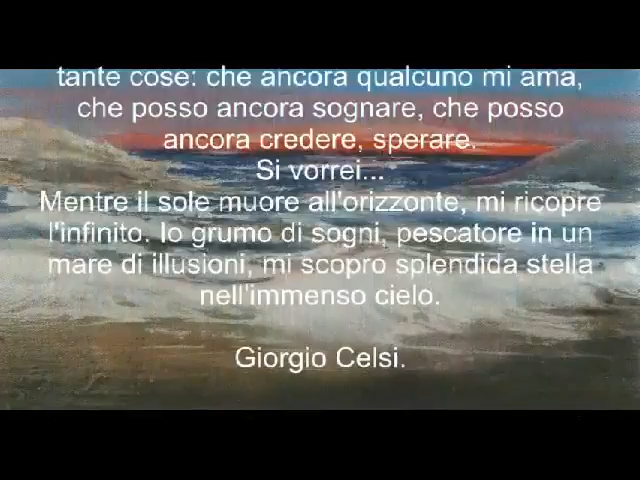 tante cose: che ancora qualcuno mi ama,
che posso ancora sognare, che posso
ancora credere, sperare.
Si vorrei...
Mentre il sole muore all'orizzonte, mi ricopre
l'infinito. Io grumo di sogni, pescatore in un
mare di illusioni, mi scopro splendida stella
nell'immenso cielo.
Giorgio Celsi.